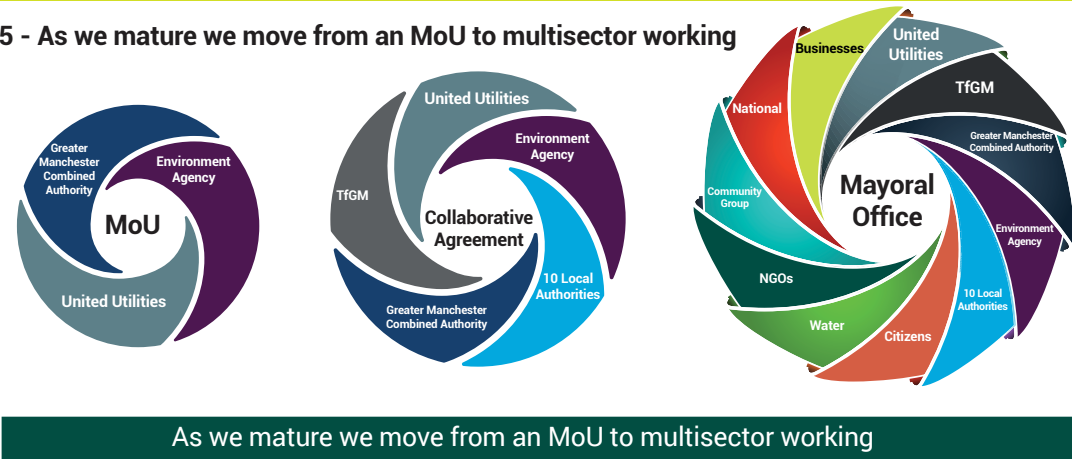 5 - As we mature we move from an MoU to multisector working
Greater
Manchester
Combined
Authority
Environment
Agency
MoU
United Utilities
United Utilities
Environment
Agency
TfGM
Collaborative
Agreement
10 Local
Authorities
Greater Manchester
Combined Authority
Businesses
United
Utilities
TfGM
National
Greater Manchester
Combined Authority
Community
Group
Mayoral
Office
Environment
Agency
NGOs
10 Local
Authorities
Water
Citizens
As we mature we move from an MoU to multisector working